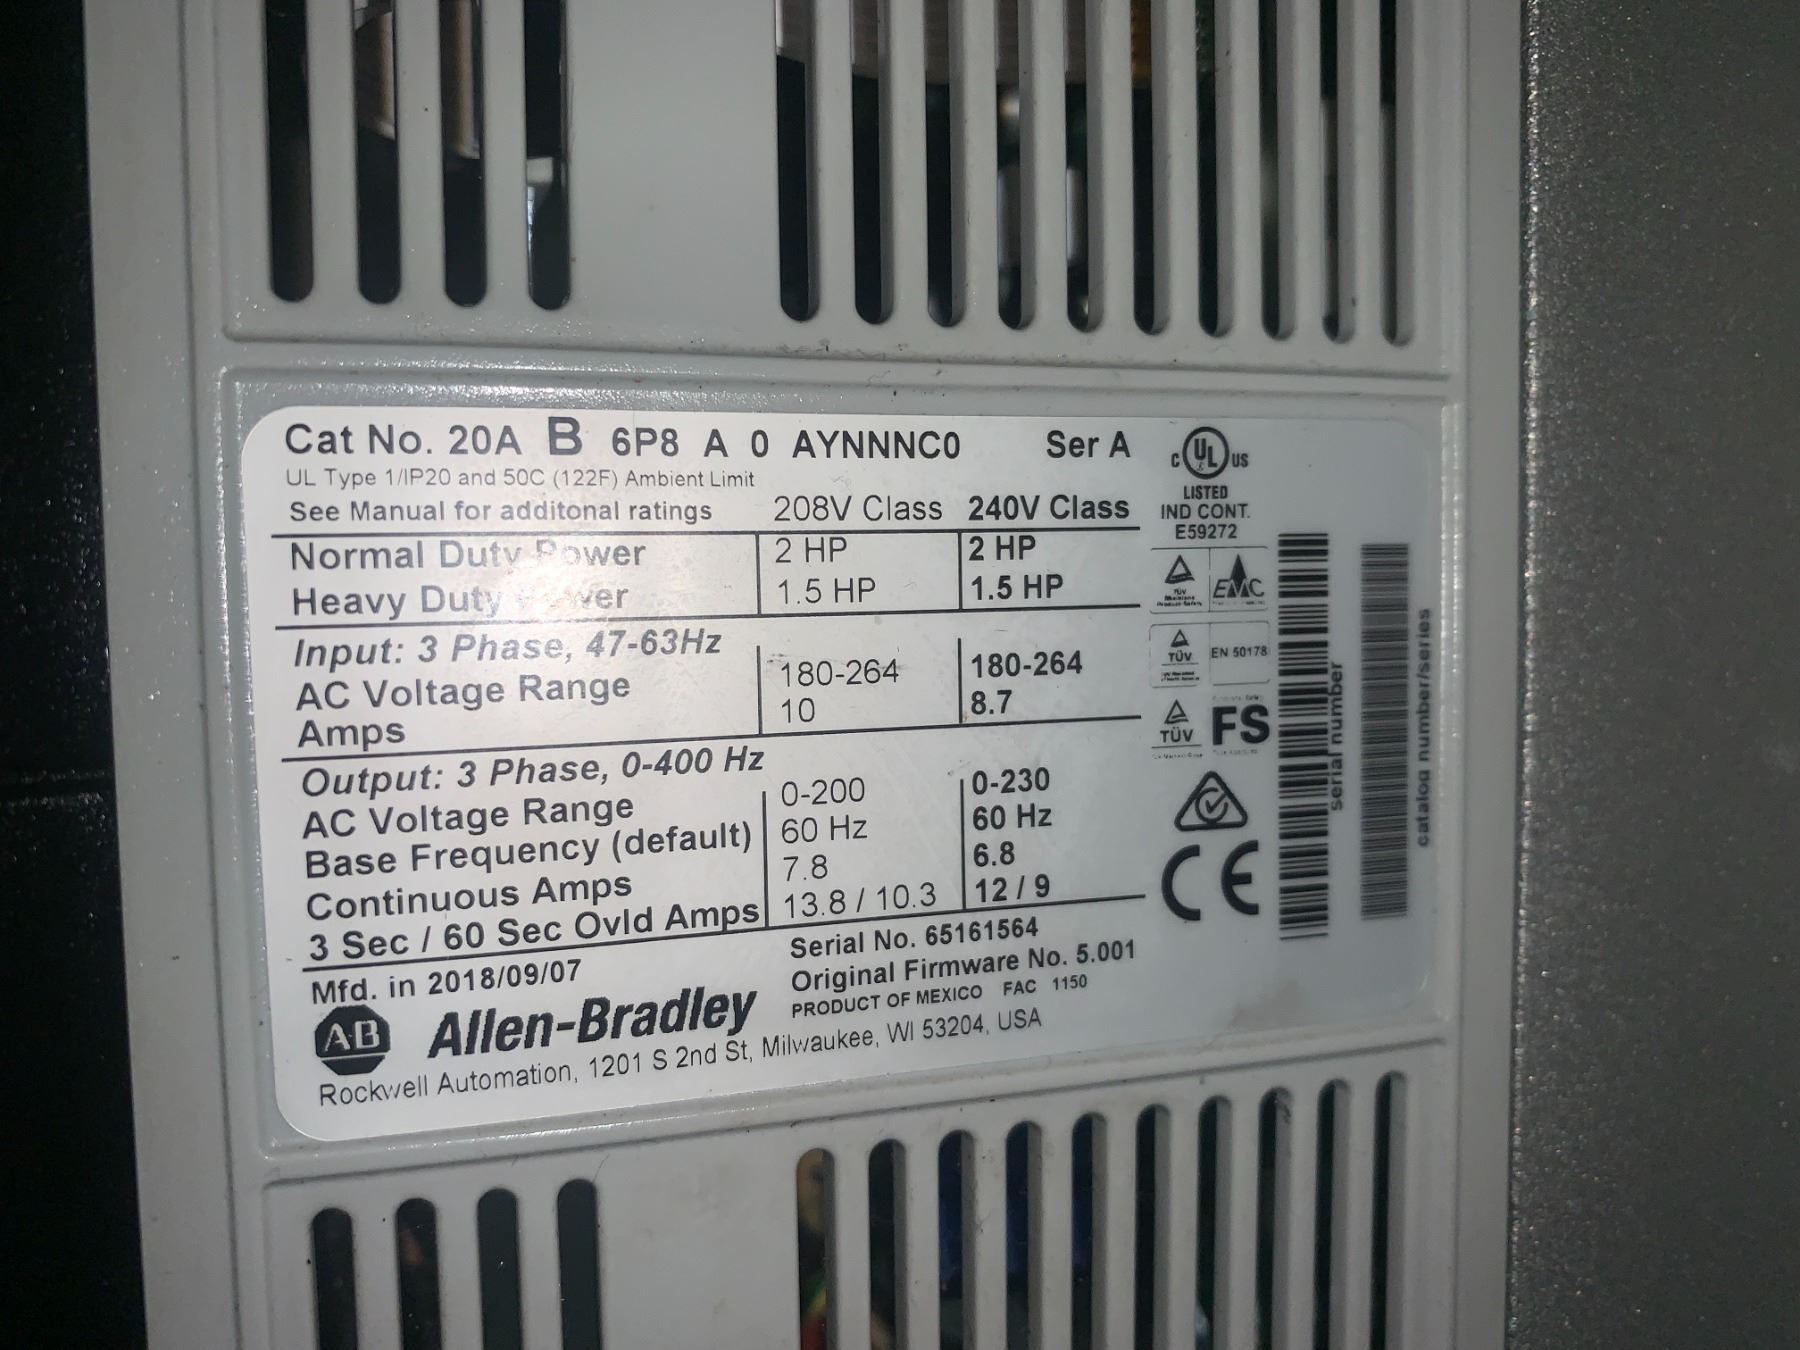 Cat No. 20A B 6P8 A 0 AYNNNC0 Ser A
UL Type 1/IP20 and 50C (122F) Ambient Limit
See Manual for additonal ratings 208V Class 240V Class
Normal Duty Power 2 HP 2 HP
Heavy Duty Power 1.5 HP 1.5 HP
Input: 3 Phase, 47-63Hz
AC Voltage Range 180-264 180-264
Amps 10 8.7
Output: 3 Phase, 0-400 Hz
AC Voltage Range 0-200 0-230
Base Frequency (default) 60 Hz 60 Hz
Continuous Amps 7.8 6.8
3 Sec / 60 Sec Ovld Amps 13.8 / 10.3 12 / 9
Mfd. in 2018/09/07
Serial No. 65161564
Original Firmware No. 5.001
PRODUCT OF MEXICO FAC 1150
AB Allen-Bradley
Rockwell Automation, 1201 S 2nd St, Milwaukee, WI 53204, USA
C UL US
LISTED
IND CONT.
E59272
TÜV EMC
TÜV EN 50178
TÜV FS
CE
serial number
catalog number/series